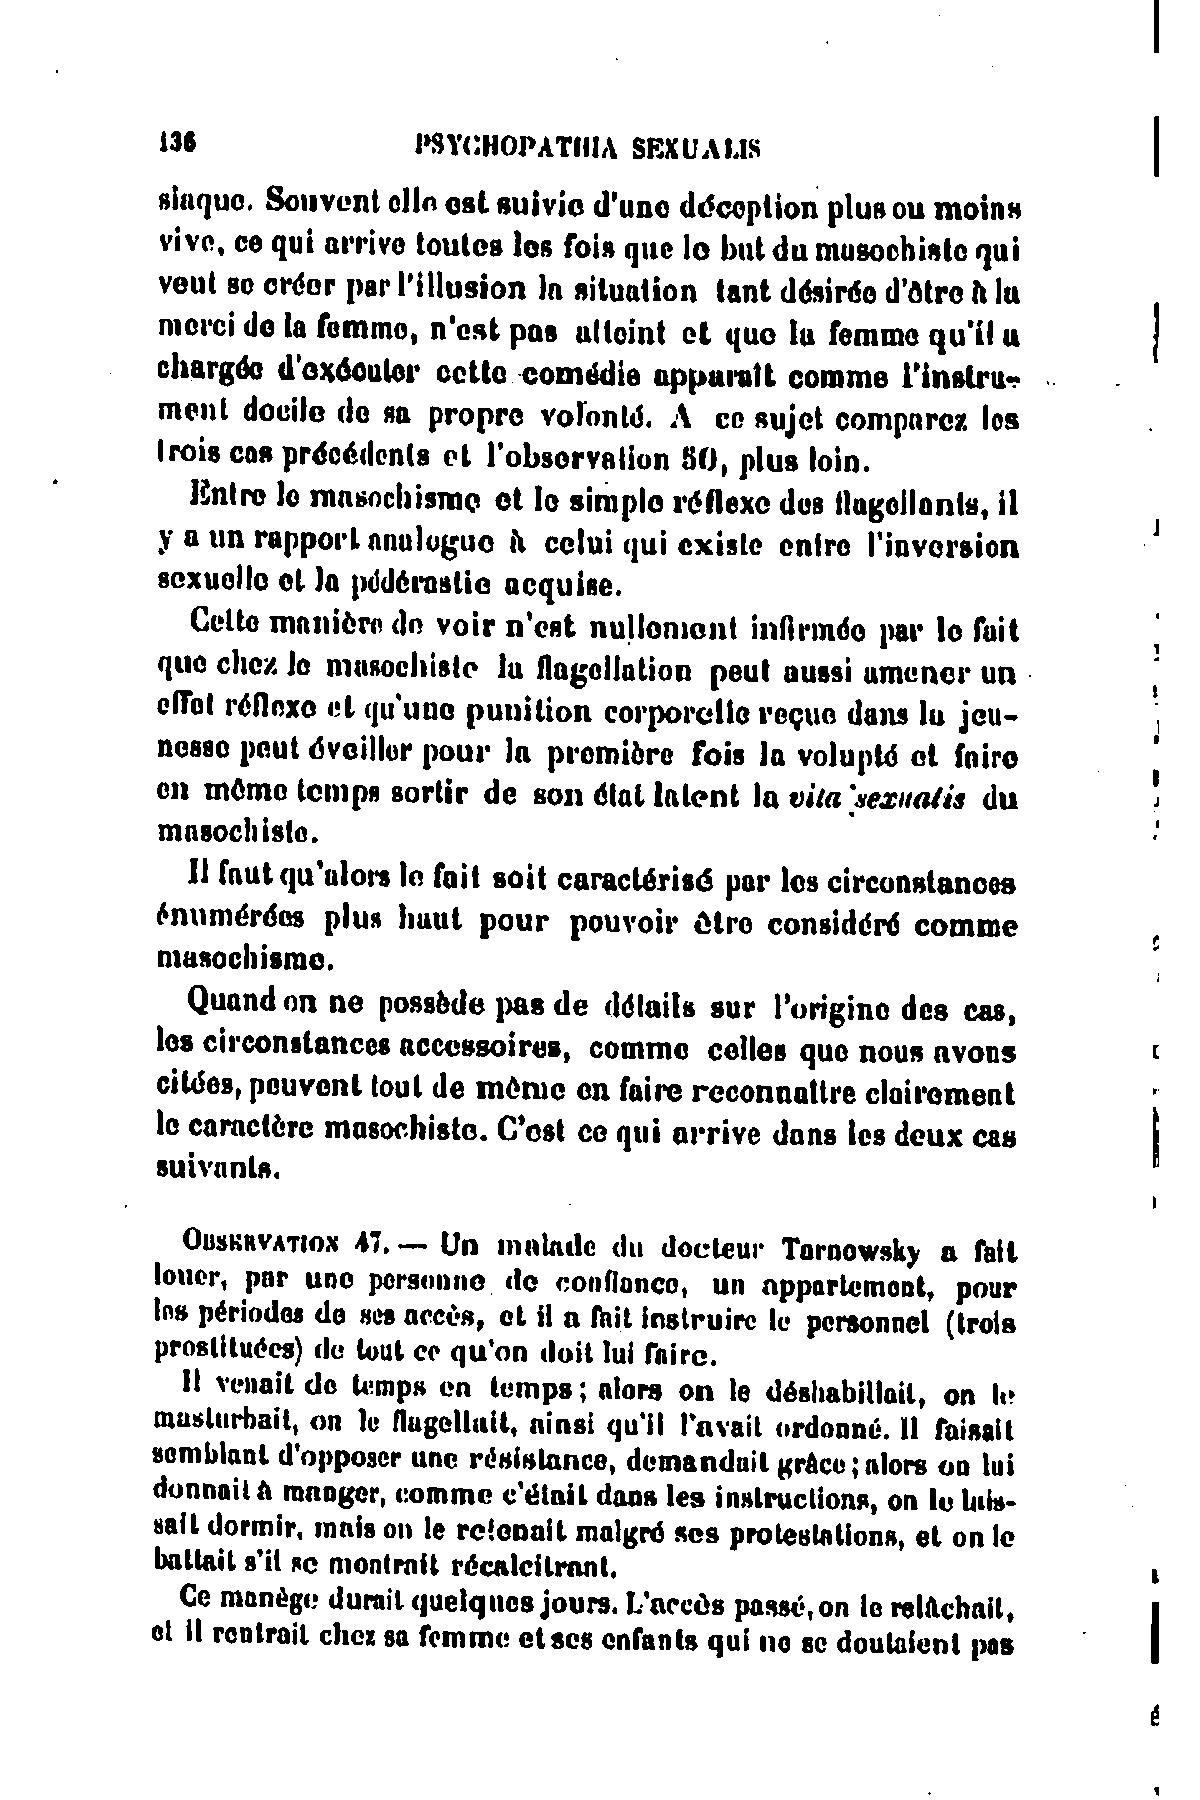 136 PSYCHOPATHIA SEXUALIS
siaque. Souvent elle est suivie d'une déception plus ou moins
vive, ce qui arrive toutes les fois que le but du masochiste qui
veut se créer par l'illusion la situation tant désirée d'être à la
merci de la femme, n'est pas atteint et que la femme qu'il a
chargée d'exécuter cette comédie apparaît comme l'instru-
ment docile de sa propre volonté. A ce sujet comparez les
trois cas précédents et l'observation 50, plus loin.
Entre le masochisme et le simple réflexe des flagellants, il
y a un rapport analogue à celui qui existe entre l'inversion
sexuelle et la pédérastie acquise.
Cette manière de voir n'est nullement infirmée par le fait
que chez le masochiste la flagellation peut aussi amener un
effet réflexe et qu'une punition corporelle reçue dans la jeu-
nesse peut éveiller pour la première fois la volupté et faire
en même temps sortir de son état latent la vita sexualis du
masochiste.
Il faut qu'alors le fait soit caractérisé par les circonstances
énumérées plus haut pour pouvoir être considéré comme
masochisme.
Quand on ne possède pas de détails sur l'origine des cas,
les circonstances accessoires, comme celles que nous avons
citées, peuvent tout de même en faire reconnaître clairement
le caractère masochiste. C'est ce qui arrive dans les deux cas
suivants.
OBSERVATION 47. — Un malade du docteur Tarnowsky a fait
louer, par une personne de confiance, un appartement, pour
les périodes de ses accès, et il a fait instruire le personnel (trois
prostituées) de tout ce qu'on doit lui faire.
Il venait de temps en temps ; alors on le déshabillait, on le
masturbait, on le flagellait, ainsi qu'il l'avait ordonné. Il faisait
semblant d'opposer une résistance, demandait grâce ; alors on lui
donnait à manger, comme c'était dans les instructions, on le lais-
sait dormir, mais on le retenait malgré ses protestations, et on le
battait s'il se montrait récalcitrant.
Ce manège durait quelques jours. L'accès passé, on le relâchait,
et il rentrait chez sa femme et ses enfants qui ne se doutaient pas